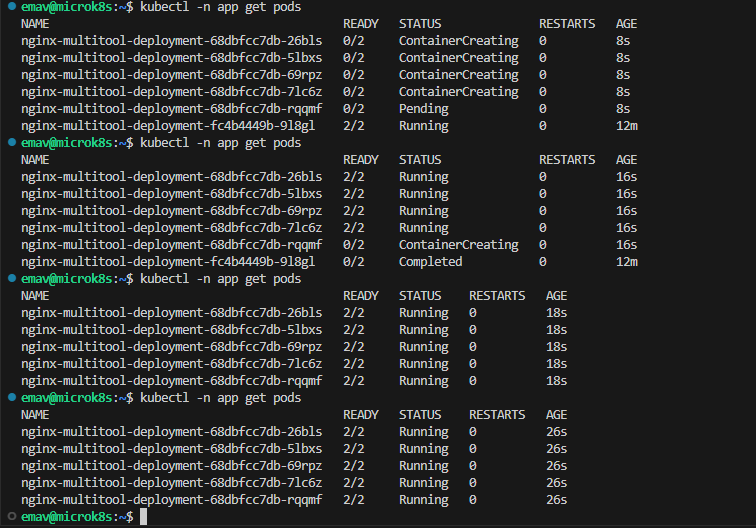 emav@microk8s:~$ kubectl -n app get pods
NAME READY STATUS RESTARTS AGE
nginx-multitool-deployment-68dbfcc7db-26bls 0/2 ContainerCreating 0 8s
nginx-multitool-deployment-68dbfcc7db-5lbxs 0/2 ContainerCreating 0 8s
nginx-multitool-deployment-68dbfcc7db-69rpz 0/2 ContainerCreating 0 8s
nginx-multitool-deployment-68dbfcc7db-7lc6z 0/2 ContainerCreating 0 8s
nginx-multitool-deployment-68dbfcc7db-rqqmf 0/2 Pending 0 8s
nginx-multitool-deployment-fc4b4449b-9l8gl 2/2 Running 0 12m
emav@microk8s:~$ kubectl -n app get pods
NAME READY STATUS RESTARTS AGE
nginx-multitool-deployment-68dbfcc7db-26bls 2/2 Running 0 16s
nginx-multitool-deployment-68dbfcc7db-5lbxs 2/2 Running 0 16s
nginx-multitool-deployment-68dbfcc7db-69rpz 2/2 Running 0 16s
nginx-multitool-deployment-68dbfcc7db-7lc6z 2/2 Running 0 16s
nginx-multitool-deployment-68dbfcc7db-rqqmf 0/2 ContainerCreating 0 16s
nginx-multitool-deployment-fc4b4449b-9l8gl 0/2 Completed 0 12m
emav@microk8s:~$ kubectl -n app get pods
NAME READY STATUS RESTARTS AGE
nginx-multitool-deployment-68dbfcc7db-26bls 2/2 Running 0 18s
nginx-multitool-deployment-68dbfcc7db-5lbxs 2/2 Running 0 18s
nginx-multitool-deployment-68dbfcc7db-69rpz 2/2 Running 0 18s
nginx-multitool-deployment-68dbfcc7db-7lc6z 2/2 Running 0 18s
nginx-multitool-deployment-68dbfcc7db-rqqmf 2/2 Running 0 18s
emav@microk8s:~$ kubectl -n app get pods
NAME READY STATUS RESTARTS AGE
nginx-multitool-deployment-68dbfcc7db-26bls 2/2 Running 0 26s
nginx-multitool-deployment-68dbfcc7db-5lbxs 2/2 Running 0 26s
nginx-multitool-deployment-68dbfcc7db-69rpz 2/2 Running 0 26s
nginx-multitool-deployment-68dbfcc7db-7lc6z 2/2 Running 0 26s
nginx-multitool-deployment-68dbfcc7db-rqqmf 2/2 Running 0 26s
emav@microk8s:~$